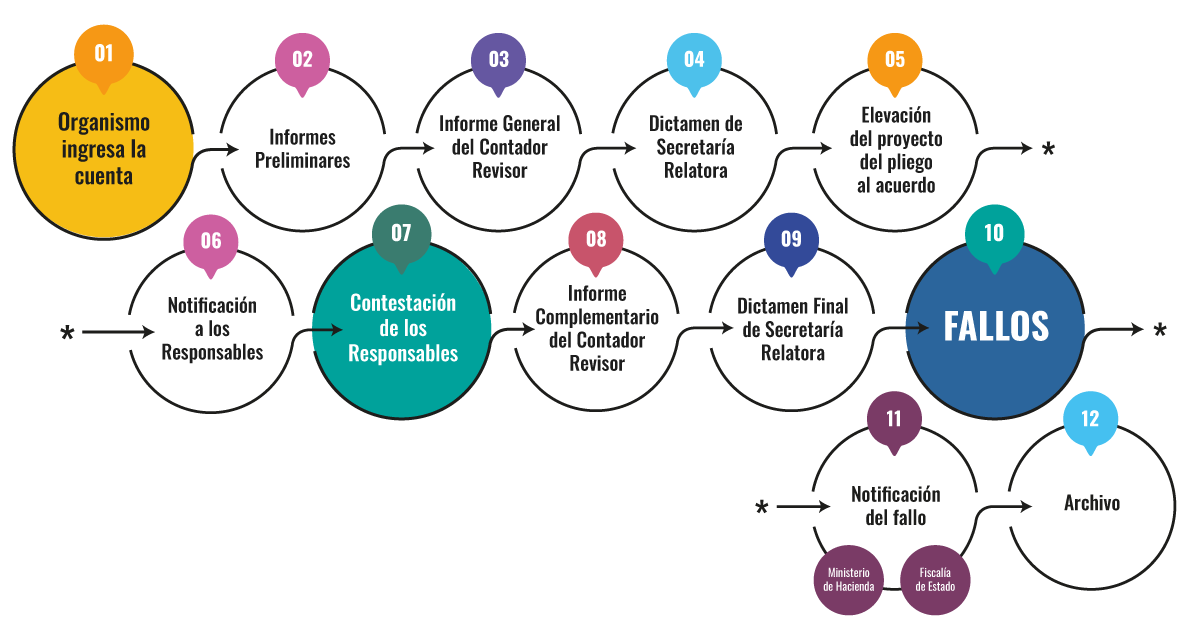 01
Organismo
ingresa la
cuenta
02
Informes
Preliminares
03
Informe General
del Contador
Revisor
04
Dictamen de
Secretaría
Relatora
05
Elevación
del proyecto
del pliego
al acuerdo
*
*
06
Notificación
a los
Responsables
07
Contestación
de los
Responsables
08
Informe
Complementario
del Contador
Revisor
09
Dictamen Final
de Secretaría
Relatora
10
FALLOS
*
*
11
Notificación
del fallo
Ministerio
de Hacienda
Fiscalía
de Estado
12
Archivo